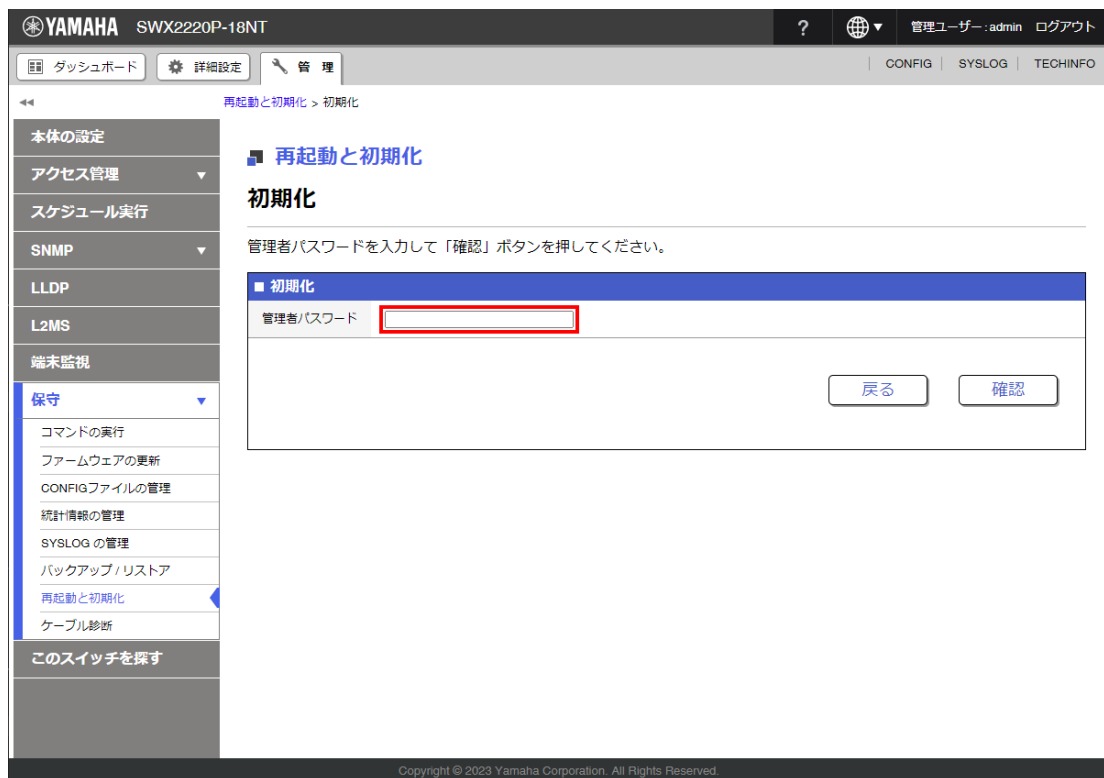 YAMAHA SWX2220P-18NT ? 管理ユーザー : admin ログアウト
ダッシュボード 詳細設定 管 理 CONFIG SYSLOG TECHINFO
再起動と初期化 > 初期化
本体の設定
アクセス管理
スケジュール実行
SNMP
LLDP
L2MS
端末監視
保守
コマンドの実行
ファームウェアの更新
CONFIGファイルの管理
統計情報の管理
SYSLOG の管理
バックアップ / リストア
再起動と初期化
ケーブル診断
このスイッチを探す
再起動と初期化
初期化
管理者パスワードを入力して「確認」ボタンを押してください。
■ 初期化
管理者パスワード
戻る 確認
Copyright © 2023 Yamaha Corporation. All Rights Reserved.